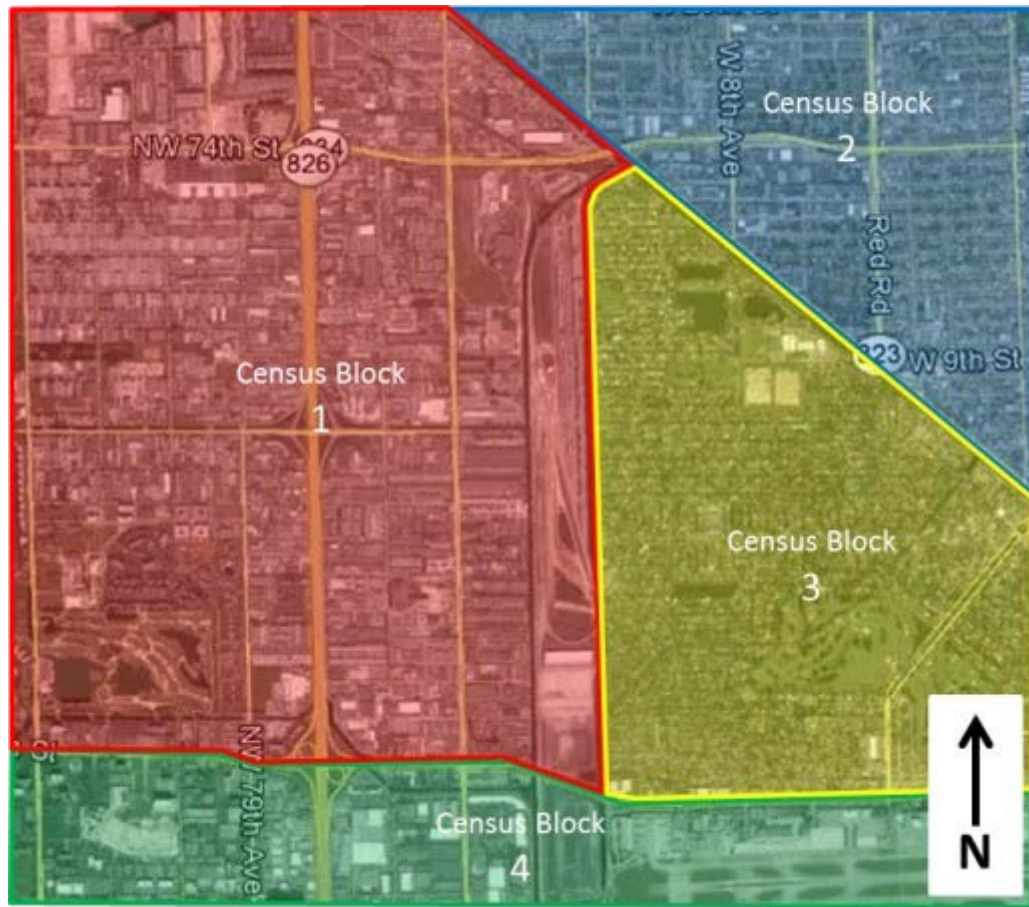 Census Block
2
W 8th Ave
NW 74th St
826
Red Rd
823
W 9th St
Census Block
1
Census Block
3
NW 79th Ave
Census Block
4
N